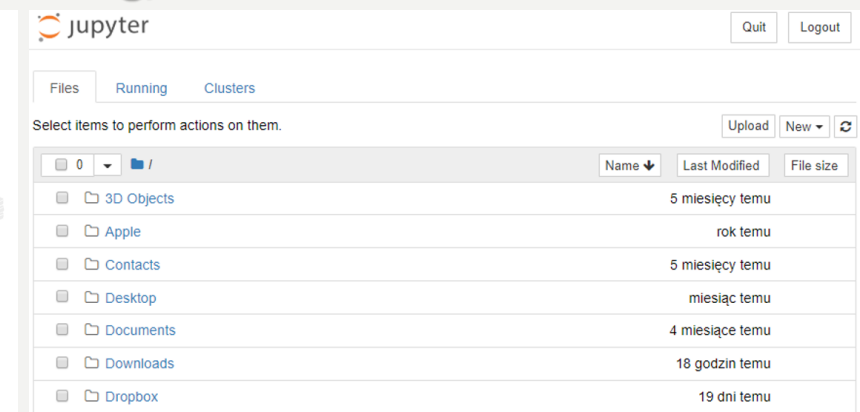 jupyter
Quit Logout
Files Running Clusters
Select items to perform actions on them.
Upload New
0 / Name Last Modified File size
3D Objects 5 miesięcy temu
Apple rok temu
Contacts 5 miesięcy temu
Desktop miesiąc temu
Documents 4 miesiące temu
Downloads 18 godzin temu
Dropbox 19 dni temu